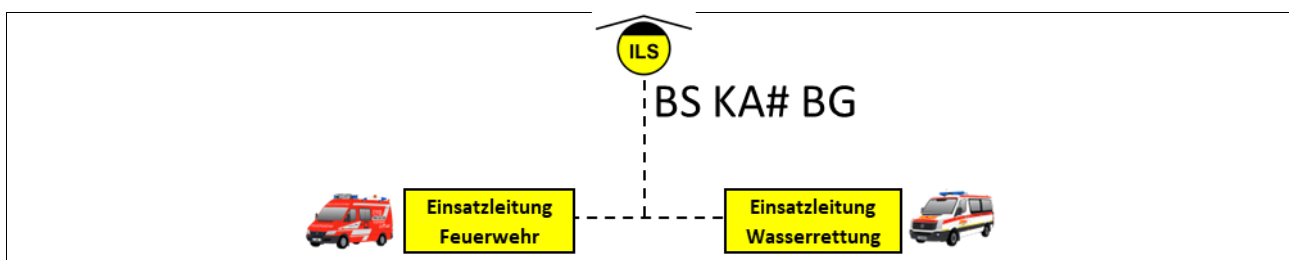 ILS
BS KA# BG
Einsatzleitung
Feuerwehr
Einsatzleitung
Wasserrettung